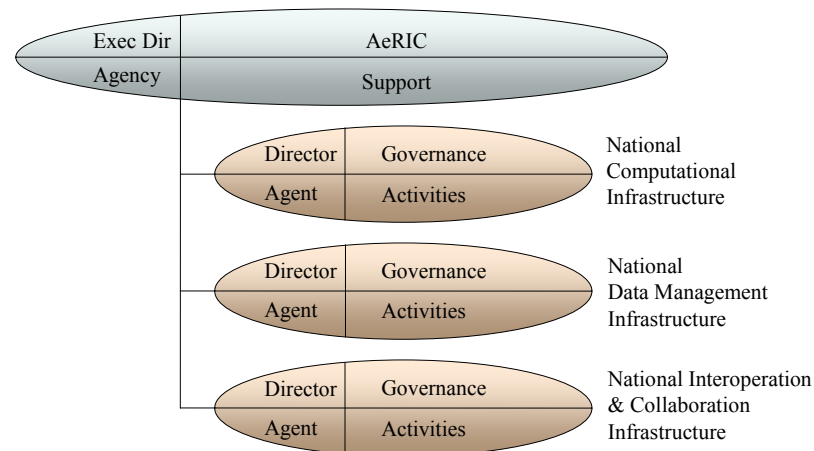 Exec Dir AeRIC
Agency Support
Director Governance
Agent Activities
National
Computational
Infrastructure
Director Governance
Agent Activities
National
Data Management
Infrastructure
Director Governance
Agent Activities
National Interoperation
& Collaboration
Infrastructure